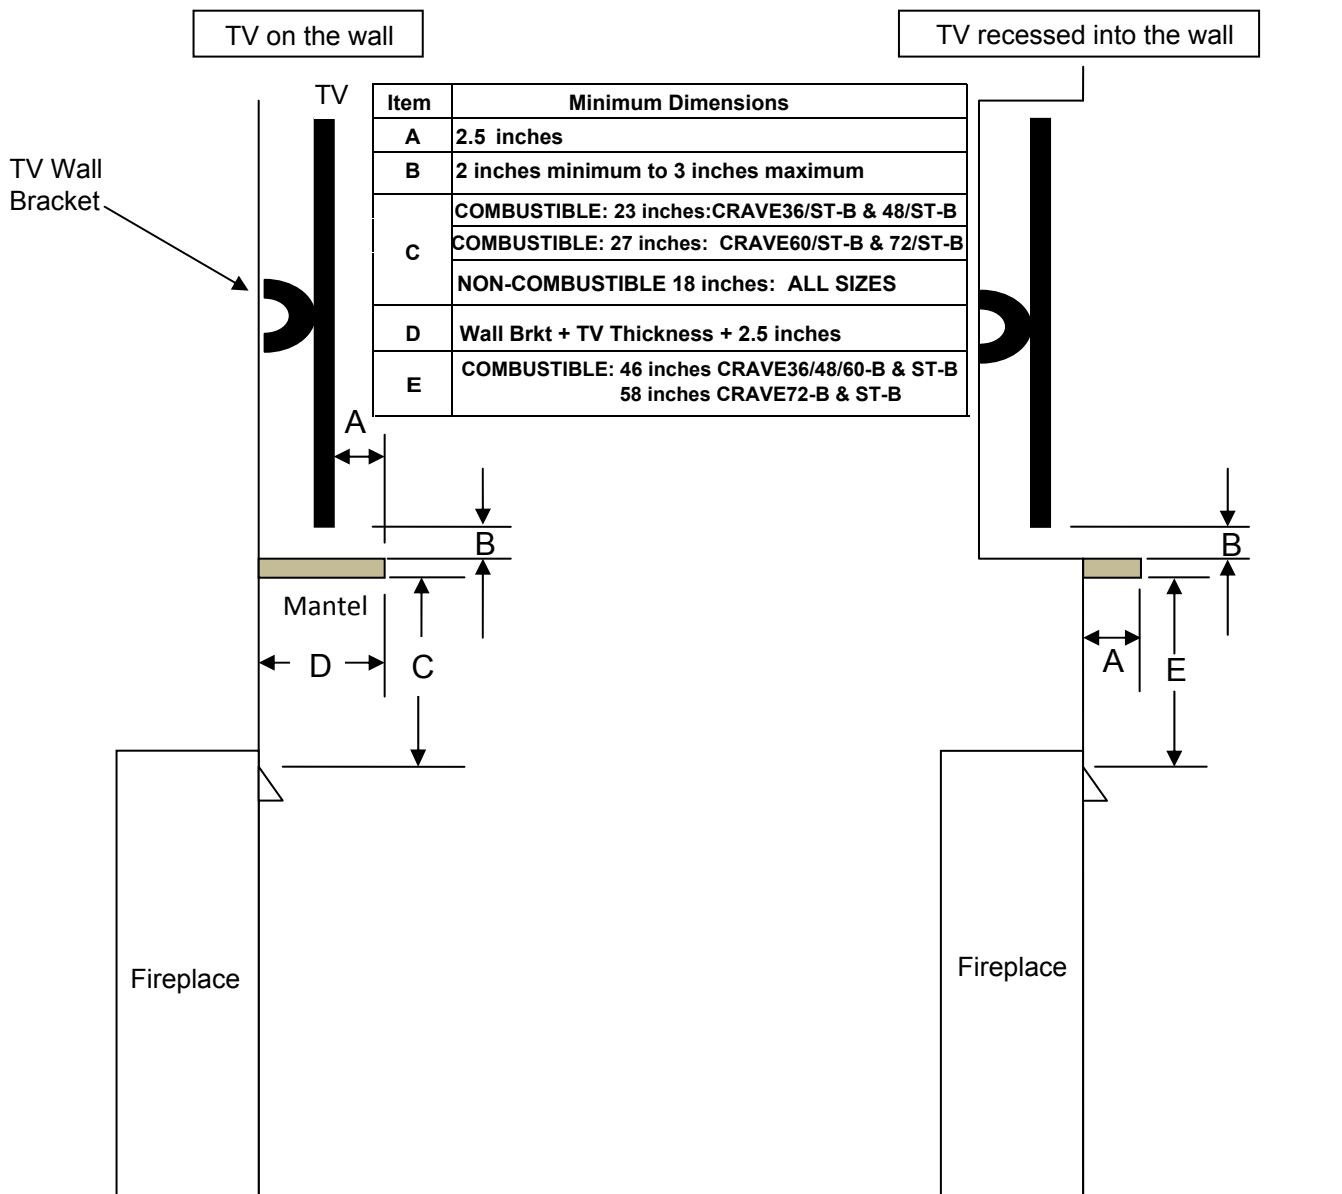 TV on the wall
TV recessed into the wall
TV
TV Wall
Bracket
Item Minimum Dimensions
A 2.5 inches
B 2 inches minimum to 3 inches maximum
C
COMBUSTIBLE: 23 inches:CRAVE36/ST-B & 48/ST-B
COMBUSTIBLE: 27 inches: CRAVE60/ST-B & 72/ST-B
NON-COMBUSTIBLE 18 inches: ALL SIZES
D Wall Brkt + TV Thickness + 2.5 inches
E COMBUSTIBLE: 46 inches CRAVE36/48/60-B & ST-B
58 inches CRAVE72-B & ST-B
A
B
Mantel
D
C
Fireplace
B
A
E
Fireplace